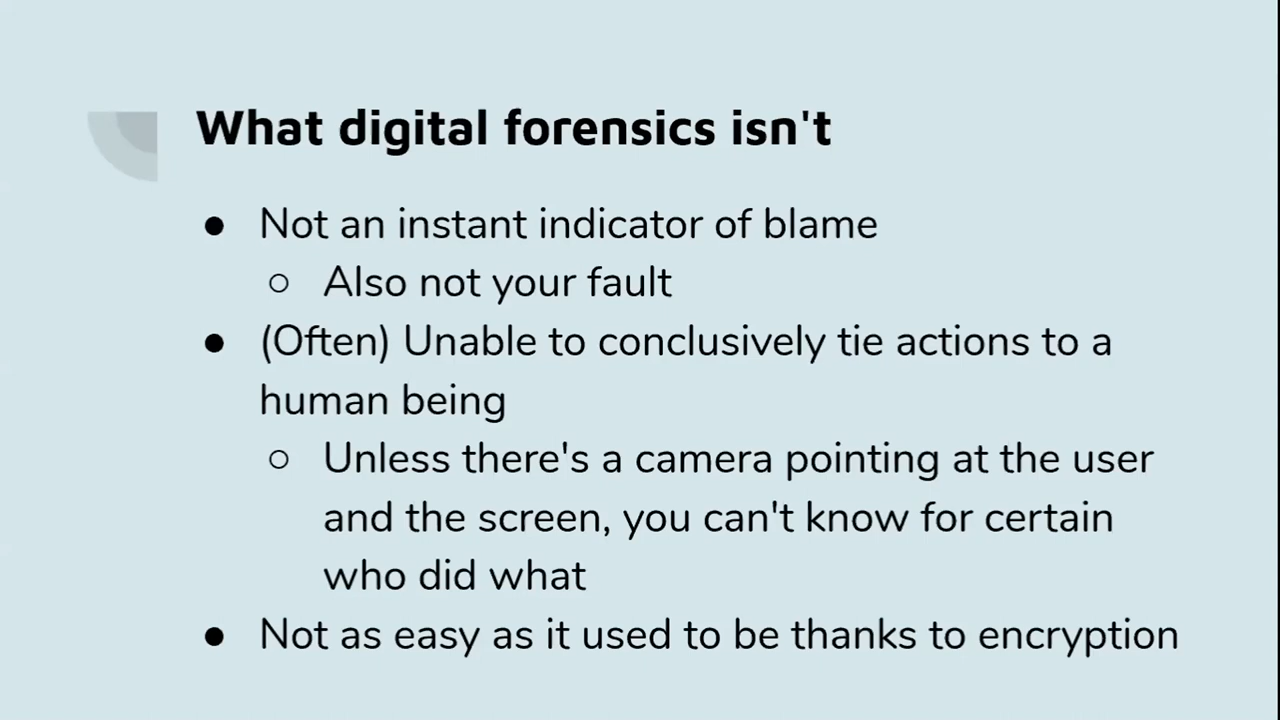 What digital forensics isn't
● Not an instant indicator of blame
○ Also not your fault
● (Often) Unable to conclusively tie actions to a
human being
○ Unless there's a camera pointing at the user
and the screen, you can't know for certain
who did what
● Not as easy as it used to be thanks to encryption